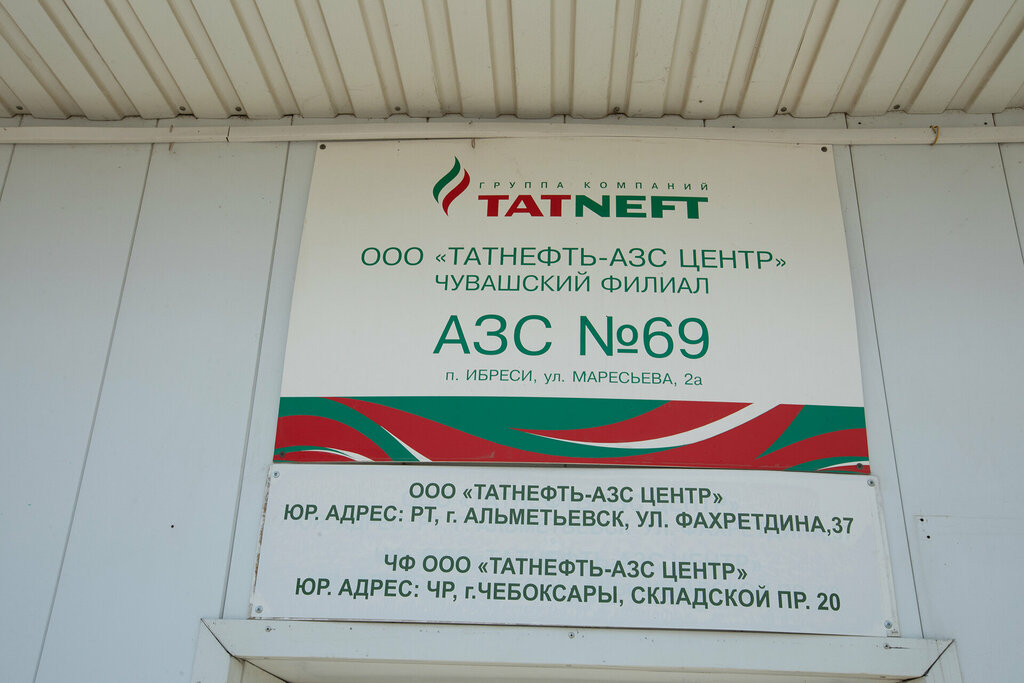 ГРУППА КОМПАНИЙ
TATNEFT
ООО «ТАТНЕФТЬ-АЗС ЦЕНТР»
ЧУВАШСКИЙ ФИЛИАЛ
АЗС №69
п. ИБРЕСИ, ул. МАРЕСЬЕВА, 2а
ООО «ТАТНЕФТЬ-АЗС ЦЕНТР»
ЮР. АДРЕС: РТ, г. АЛЬМЕТЬЕВСК, УЛ. ФАХРЕТДИНА,37
ЧФ ООО «ТАТНЕФТЬ-АЗС ЦЕНТР»
ЮР. АДРЕС: ЧР, г.ЧЕБОКСАРЫ, СКЛАДСКОЙ ПР. 20